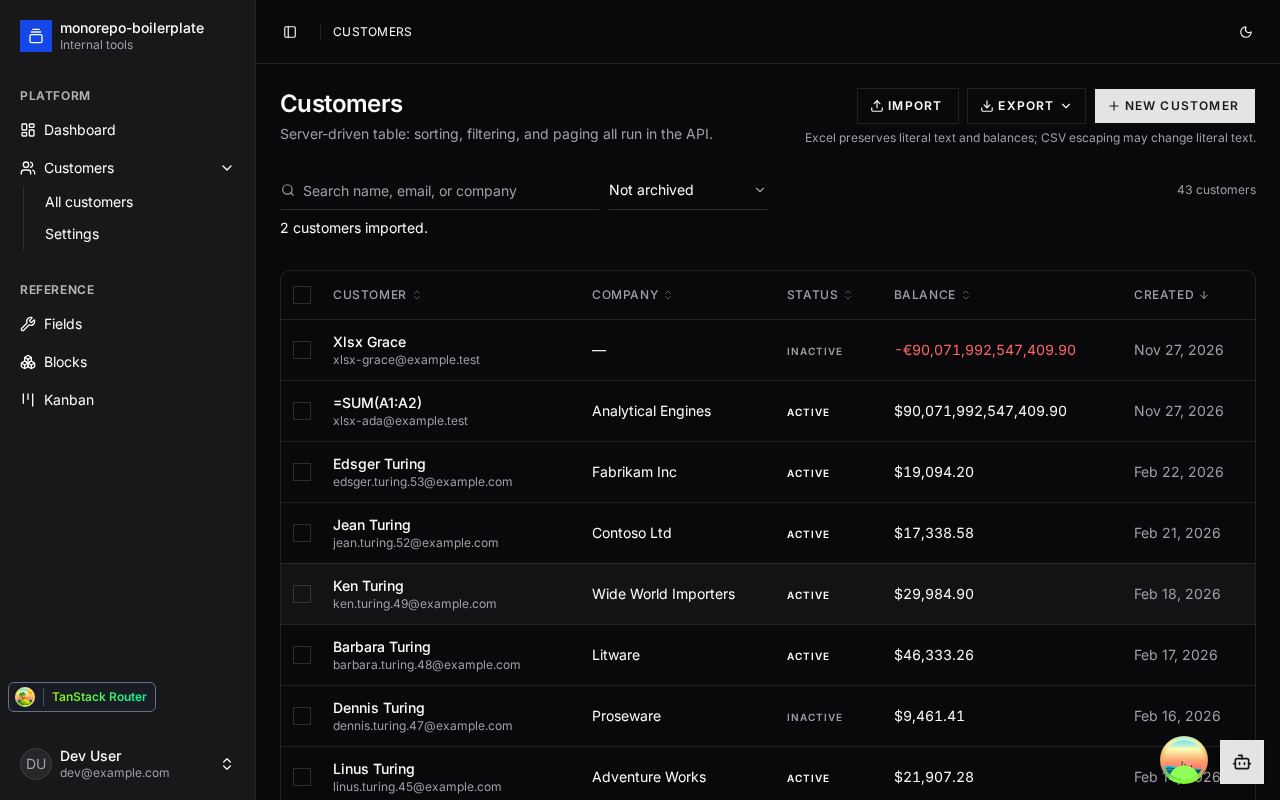 monorepo-boilerplate
Internal tools
PLATFORM
Dashboard
Customers
All customers
Settings
REFERENCE
Fields
Blocks
Kanban
TanStack Router
DU
Dev User
dev@example.com
CUSTOMERS
Customers
Server-driven table: sorting, filtering, and paging all run in the API.
IMPORT
EXPORT
NEW CUSTOMER
Excel preserves literal text and balances; CSV escaping may change literal text.
Search name, email, or company
Not archived
43 customers
2 customers imported.
CUSTOMER COMPANY STATUS BALANCE CREATED
Xlsx Grace
xlsx-grace@example.test
— INACTIVE -€90,071,992,547,409.90 Nov 27, 2026
=SUM(A1:A2)
xlsx-ada@example.test
Analytical Engines ACTIVE $90,071,992,547,409.90 Nov 27, 2026
Edsger Turing
edsger.turing.53@example.com
Fabrikam Inc ACTIVE $19,094.20 Feb 22, 2026
Jean Turing
jean.turing.52@example.com
Contoso Ltd ACTIVE $17,338.58 Feb 21, 2026
Ken Turing
ken.turing.49@example.com
Wide World Importers ACTIVE $29,984.90 Feb 18, 2026
Barbara Turing
barbara.turing.48@example.com
Litware ACTIVE $46,333.26 Feb 17, 2026
Dennis Turing
dennis.turing.47@example.com
Proseware INACTIVE $9,461.41 Feb 16, 2026
Linus Turing
linus.turing.45@example.com
Adventure Works ACTIVE $21,907.28 Feb